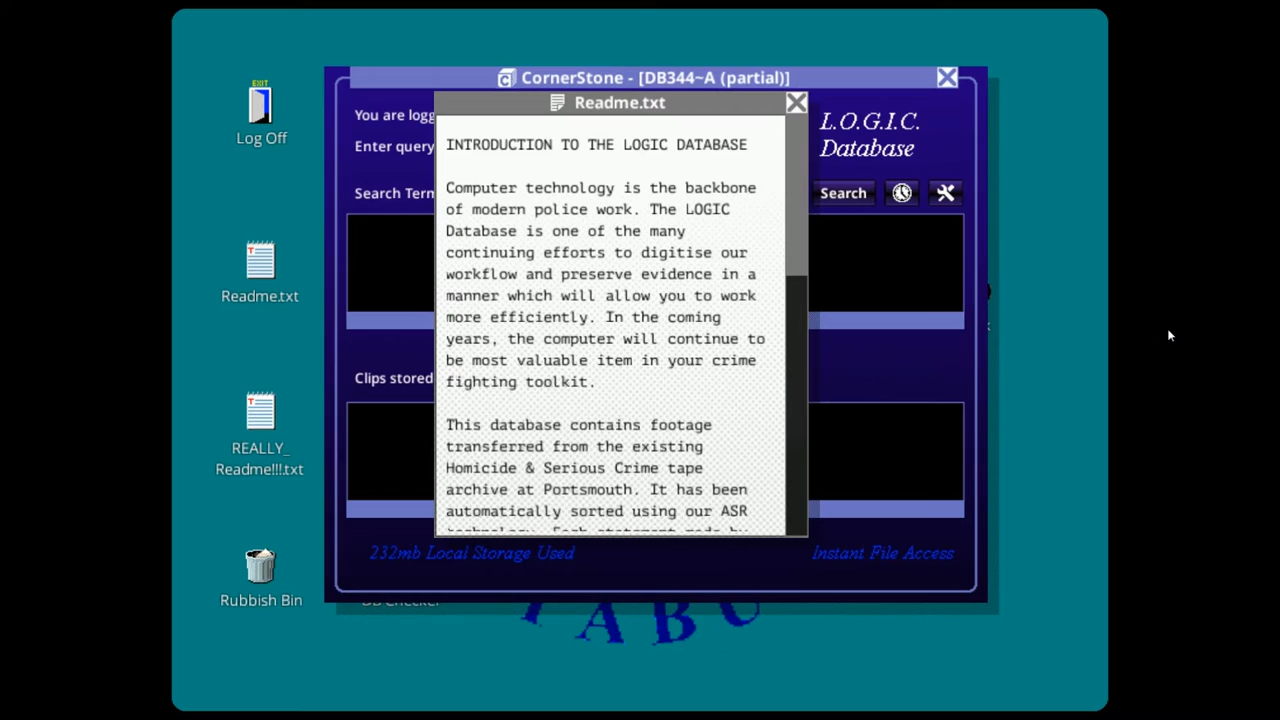 CornerStone - [DB344~A (partial)]
Readme.txt
EXIT
Log Off
Readme.txt
REALLY_
Readme!!!.txt
Rubbish Bin
You are logg
Enter query
Search Term
L.O.G.I.C.
Database
Search
INTRODUCTION TO THE LOGIC DATABASE
Computer technology is the backbone
of modern police work. The LOGIC
Database is one of the many
continuing efforts to digitise our
workflow and preserve evidence in a
manner which will allow you to work
more efficiently. In the coming
years, the computer will continue to
be most valuable item in your crime
fighting toolkit.
This database contains footage
transferred from the existing
Homicide & Serious Crime tape
archive at Portsmouth. It has been
automatically sorted using our ASR
Clips stored
232mb Local Storage Used
Instant File Access